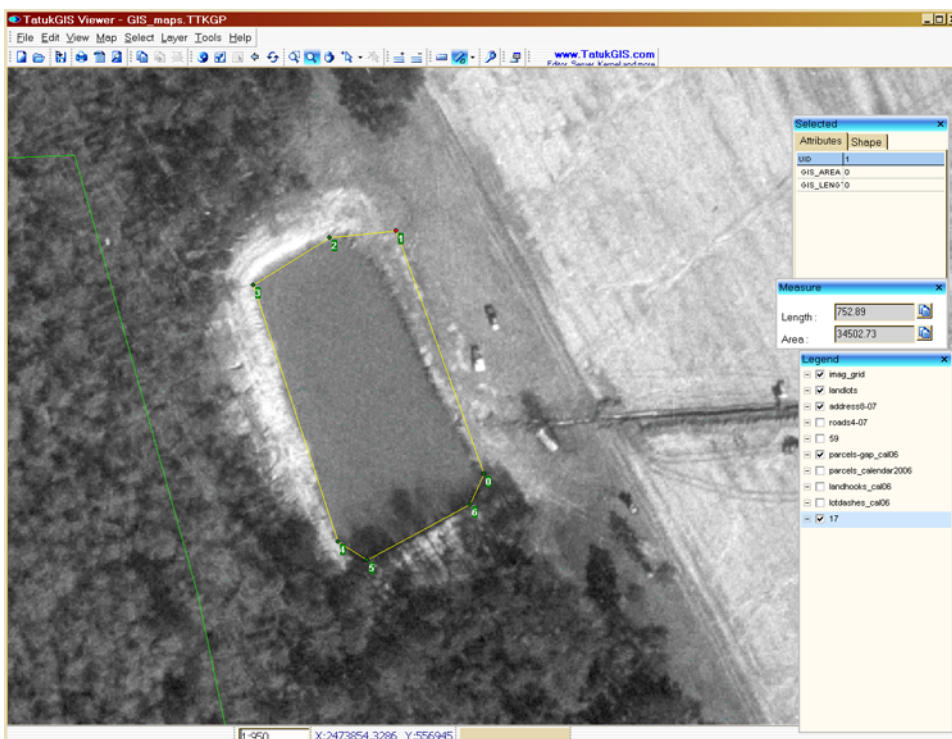 TatukGIS Viewer - GIS_maps.TTKGP
File Edit View Map Select Layer Tools Help
www.TatukGIS.com
Editor, Server, Kernel and more
Selected
Attributes Shape
UID 1
GIS_AREA 0
GIS_LENGT 0
2
1
3
Measure
Length : 752.89
Area : 34502.73
Legend
imag_grid
landlots
address8-07
roads4-07
59
parcels-gap_cal06
parcels_calendar2006
landhooks_cal06
lotdashes_cal06
17
0
6
4
5
1:950 X:2473854.3286 Y:556945